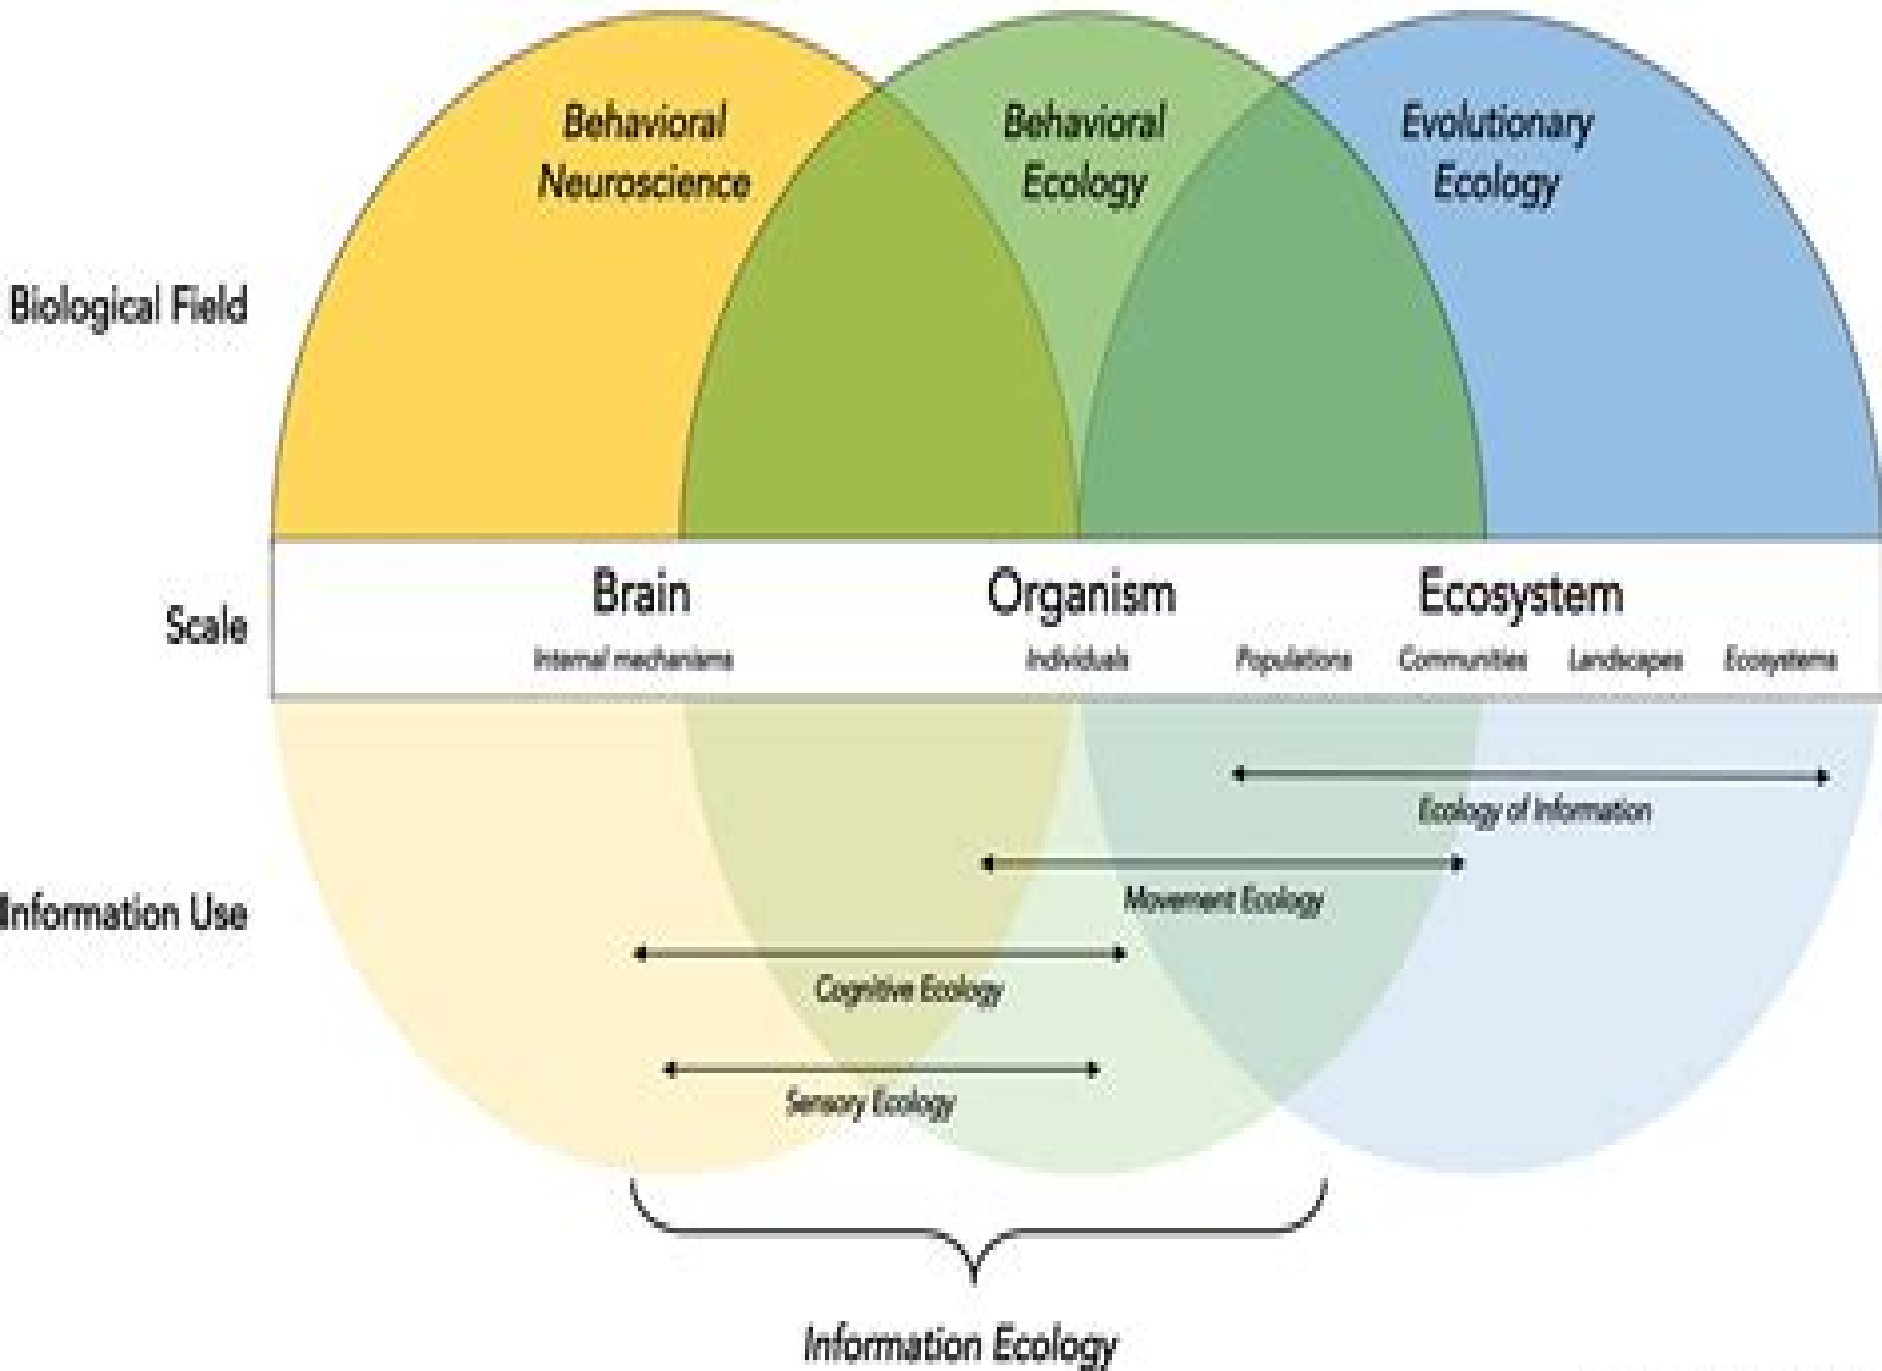 Behavioral
Neuroscience
Behavioral
Ecology
Evolutionary
Ecology
Biological Field
Scale
Brain
Organism
Ecosystem
Internal mechanisms
Individuals
Populations
Communities
Landscapes
Ecosystems
Information Use
Ecology of Information
Movement Ecology
Cognitive Ecology
Sensory Ecology
Information Ecology